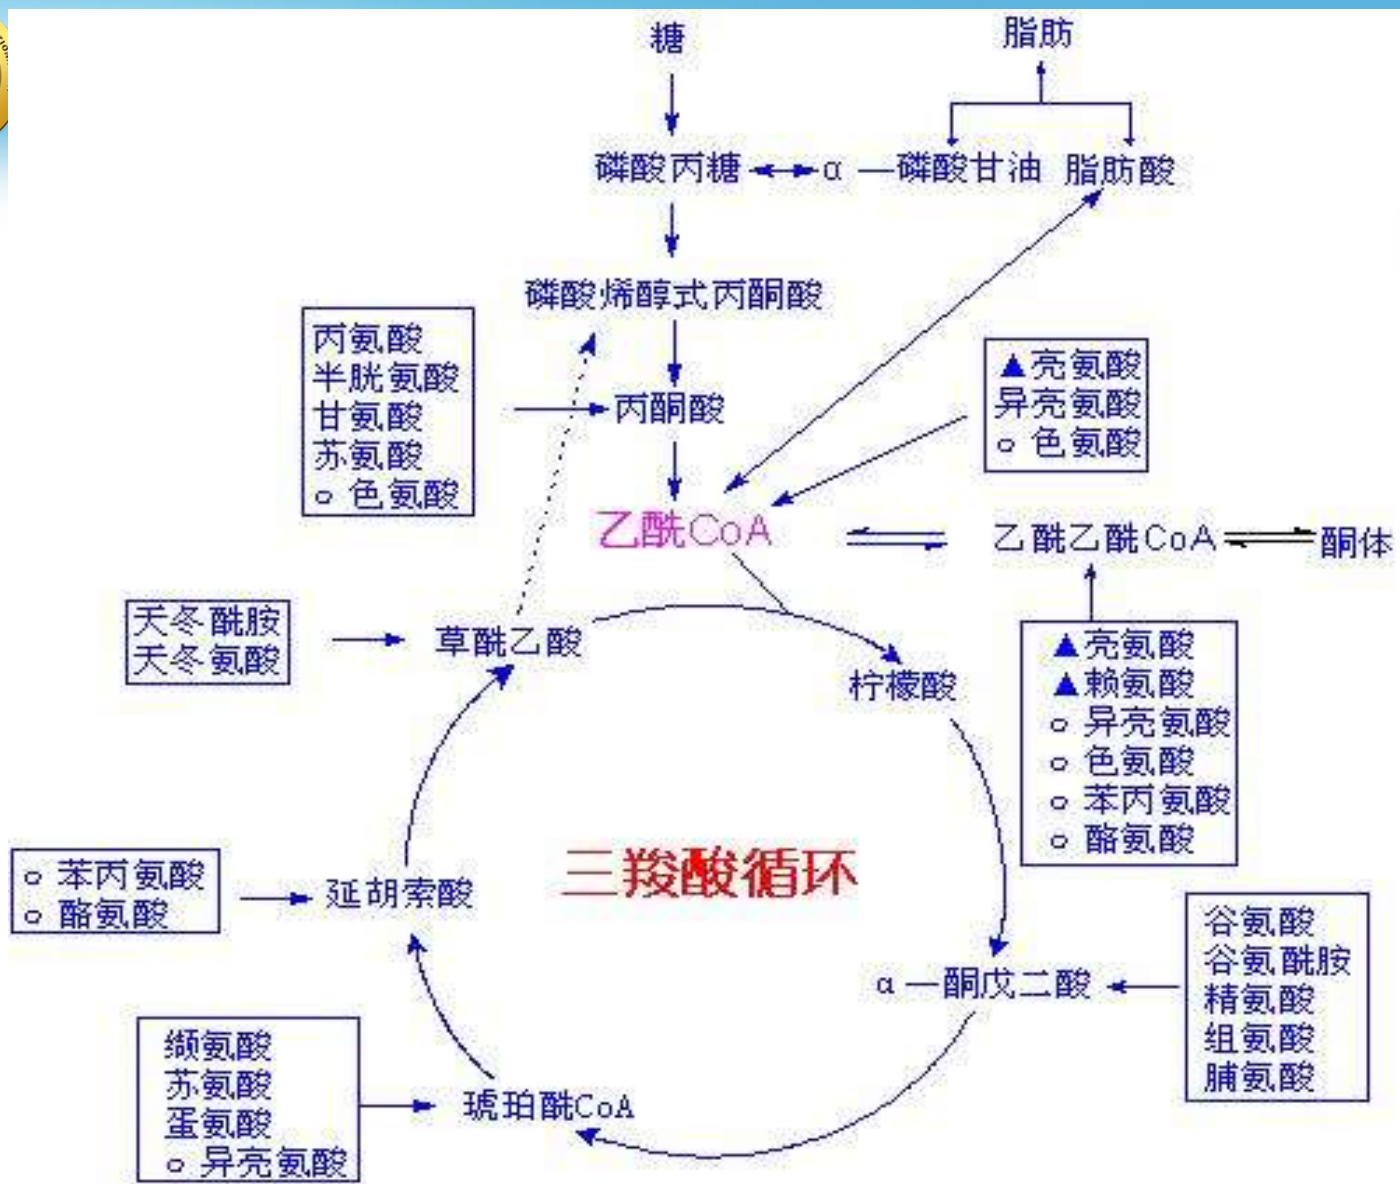 糖
脂肪
磷酸丙糖
α —磷酸甘油
脂肪酸
磷酸烯醇式丙酮酸
丙氨酸
半胱氨酸
甘氨酸
苏氨酸
o 色氨酸
丙酮酸
▲亮氨酸
异亮氨酸
o 色氨酸
乙酰CoA
乙酰乙酰CoA
酮体
天冬酰胺
天冬氨酸
草酰乙酸
柠檬酸
▲亮氨酸
▲赖氨酸
o 异亮氨酸
o 色氨酸
o 苯丙氨酸
o 酪氨酸
三羧酸循环
o 苯丙氨酸
o 酪氨酸
延胡索酸
α —酮戊二酸
谷氨酸
谷氨酰胺
精氨酸
组氨酸
脯氨酸
缬氨酸
苏氨酸
蛋氨酸
o 异亮氨酸
琥珀酰CoA